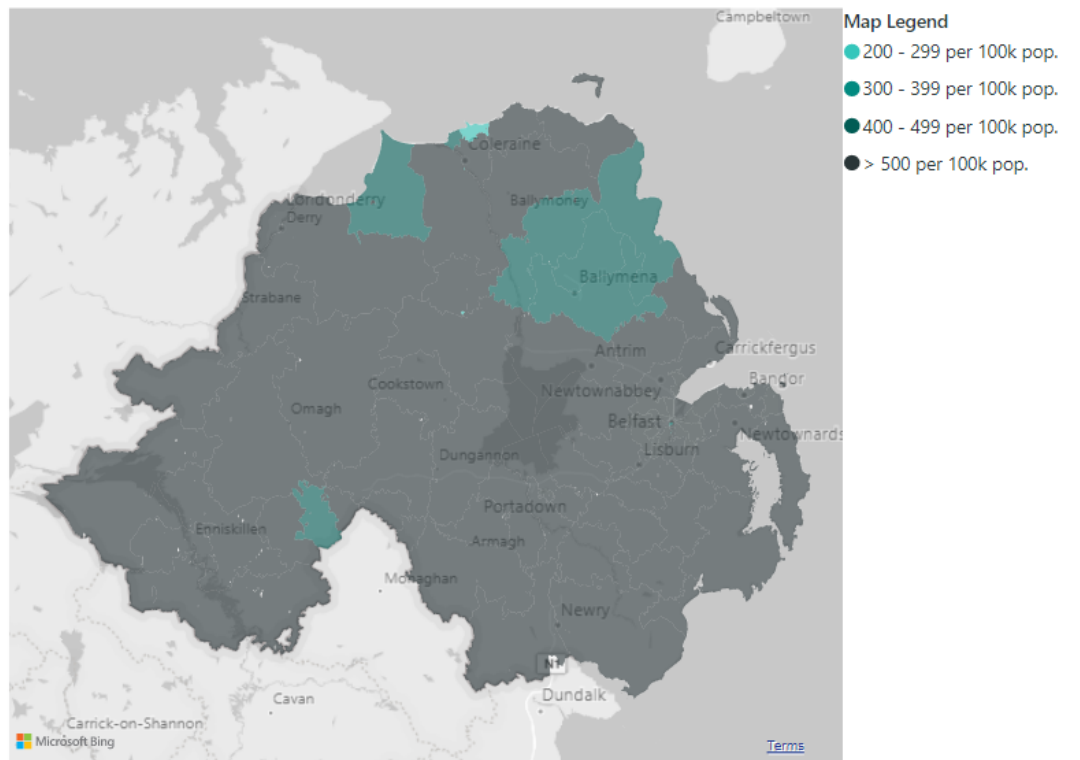 Campbeltown
Map Legend
200 - 299 per 100k pop.
300 - 399 per 100k pop.
400 - 499 per 100k pop.
> 500 per 100k pop.
Coleraine
Londonderry
Derry
Ballymoney
Ballymena
Strabane
Antrim
Carrickfergus
Cookstown
Newtownabbey
Bangor
Omagh
Belfast
Newtownards
Dungannon
Lisburn
Portadown
Enniskillen
Armagh
Monaghan
Newry
N1
Dundalk
Cavan
Carrick-on-Shannon
Microsoft Bing
Terms